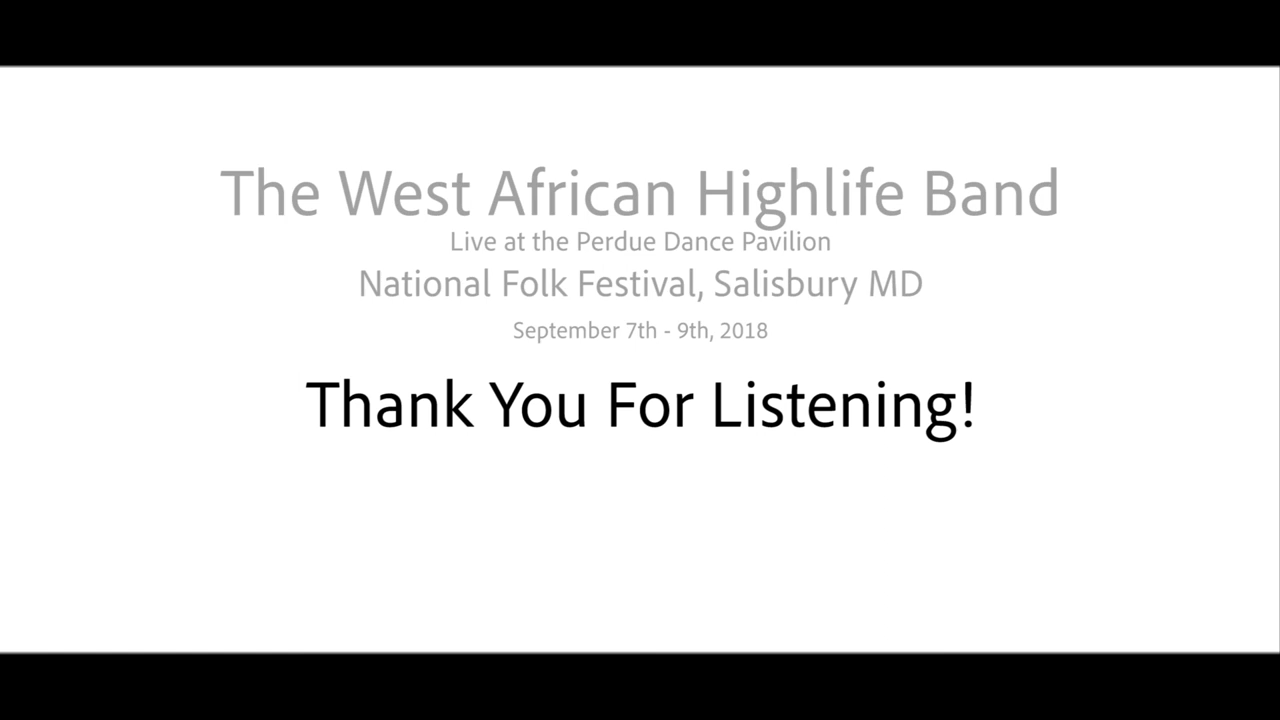 The West African Highlife Band
Live at the Perdue Dance Pavilion
National Folk Festival, Salisbury MD
September 7th - 9th, 2018
Thank You For Listening!